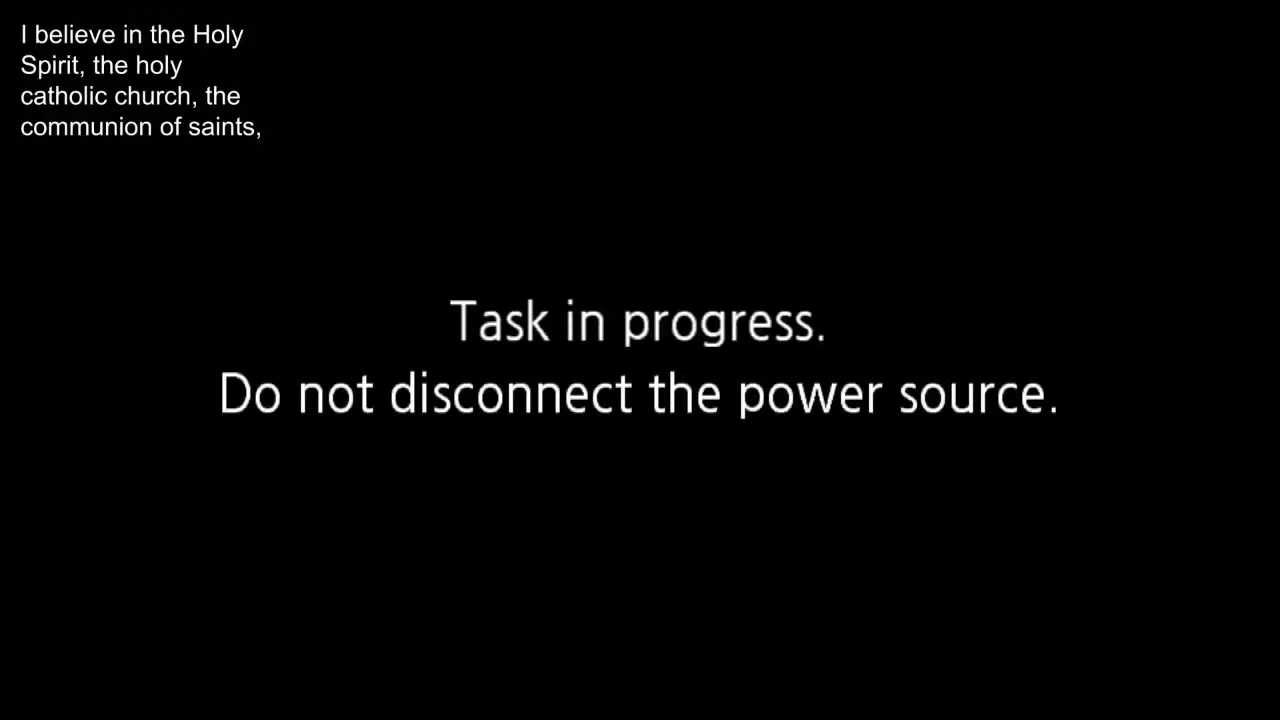 I believe in the Holy
Spirit, the holy
catholic church, the
communion of saints,
Task in progress.
Do not disconnect the power source.